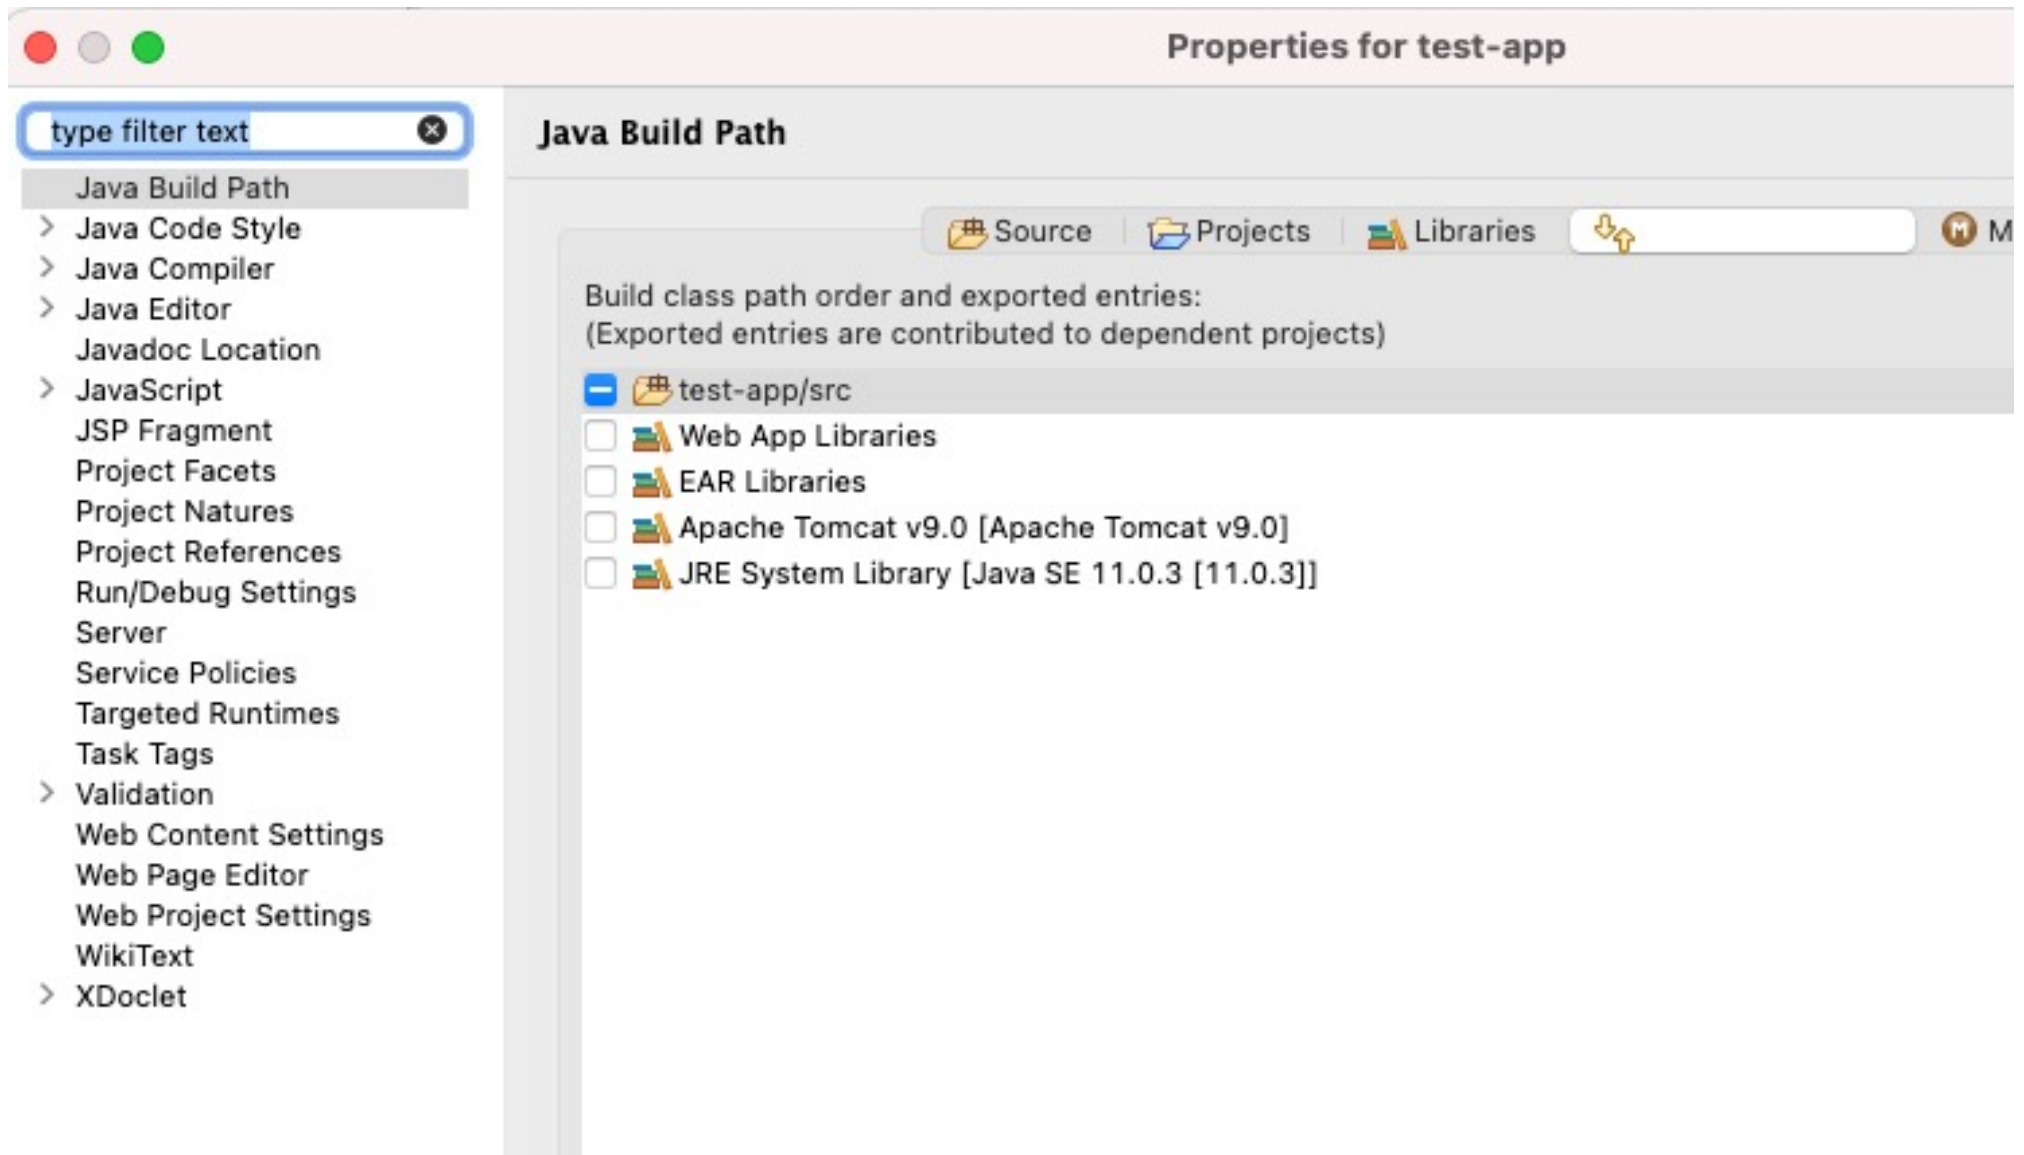 Properties for test-app
type filter text
Java Build Path
Java Code Style
Java Compiler
Java Editor
Javadoc Location
JavaScript
JSP Fragment
Project Facets
Project Natures
Project References
Run/Debug Settings
Server
Service Policies
Targeted Runtimes
Task Tags
Validation
Web Content Settings
Web Page Editor
Web Project Settings
WikiText
XDoclet
Java Build Path
Source Projects Libraries M
Build class path order and exported entries:
(Exported entries are contributed to dependent projects)
test-app/src
Web App Libraries
EAR Libraries
Apache Tomcat v9.0 [Apache Tomcat v9.0]
JRE System Library [Java SE 11.0.3 [11.0.3]]